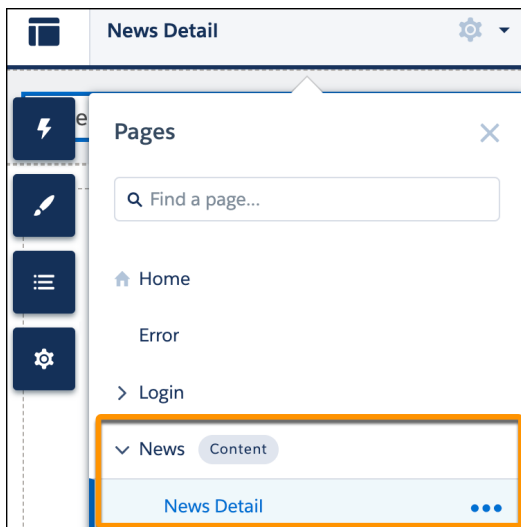 News Detail
e
Pages
Find a page...
Home
Error
Login
News Content
News Detail